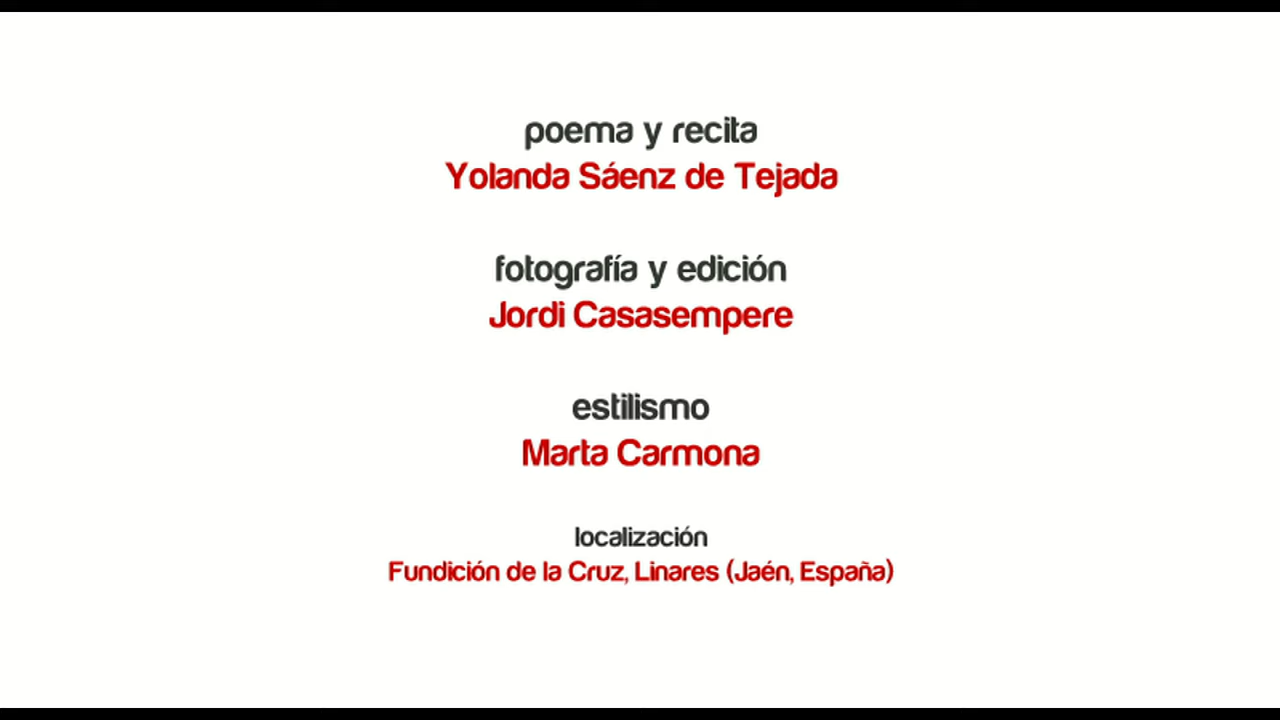 poema y recita
Yolanda Sáenz de Tejada
fotografía y edición
Jordi Casasempere
estilismo
Marta Carmona
localización
Fundición de la Cruz, Linares (Jaén, España)